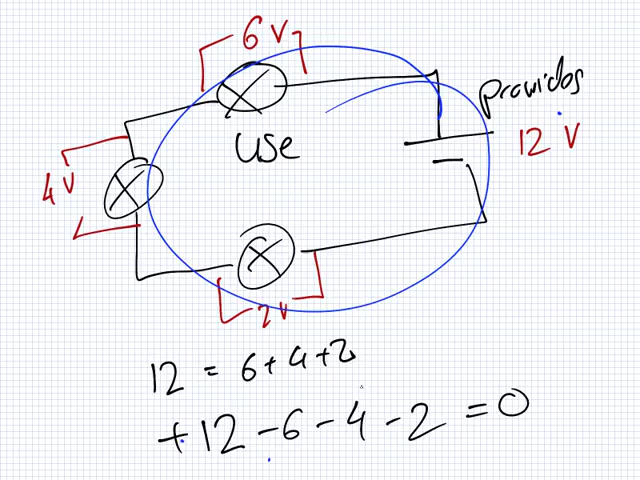 6 V
provides
12 V
use
4 V
2 V
12 = 6 + 4 + 2
+ 12 - 6 - 4 - 2 = 0